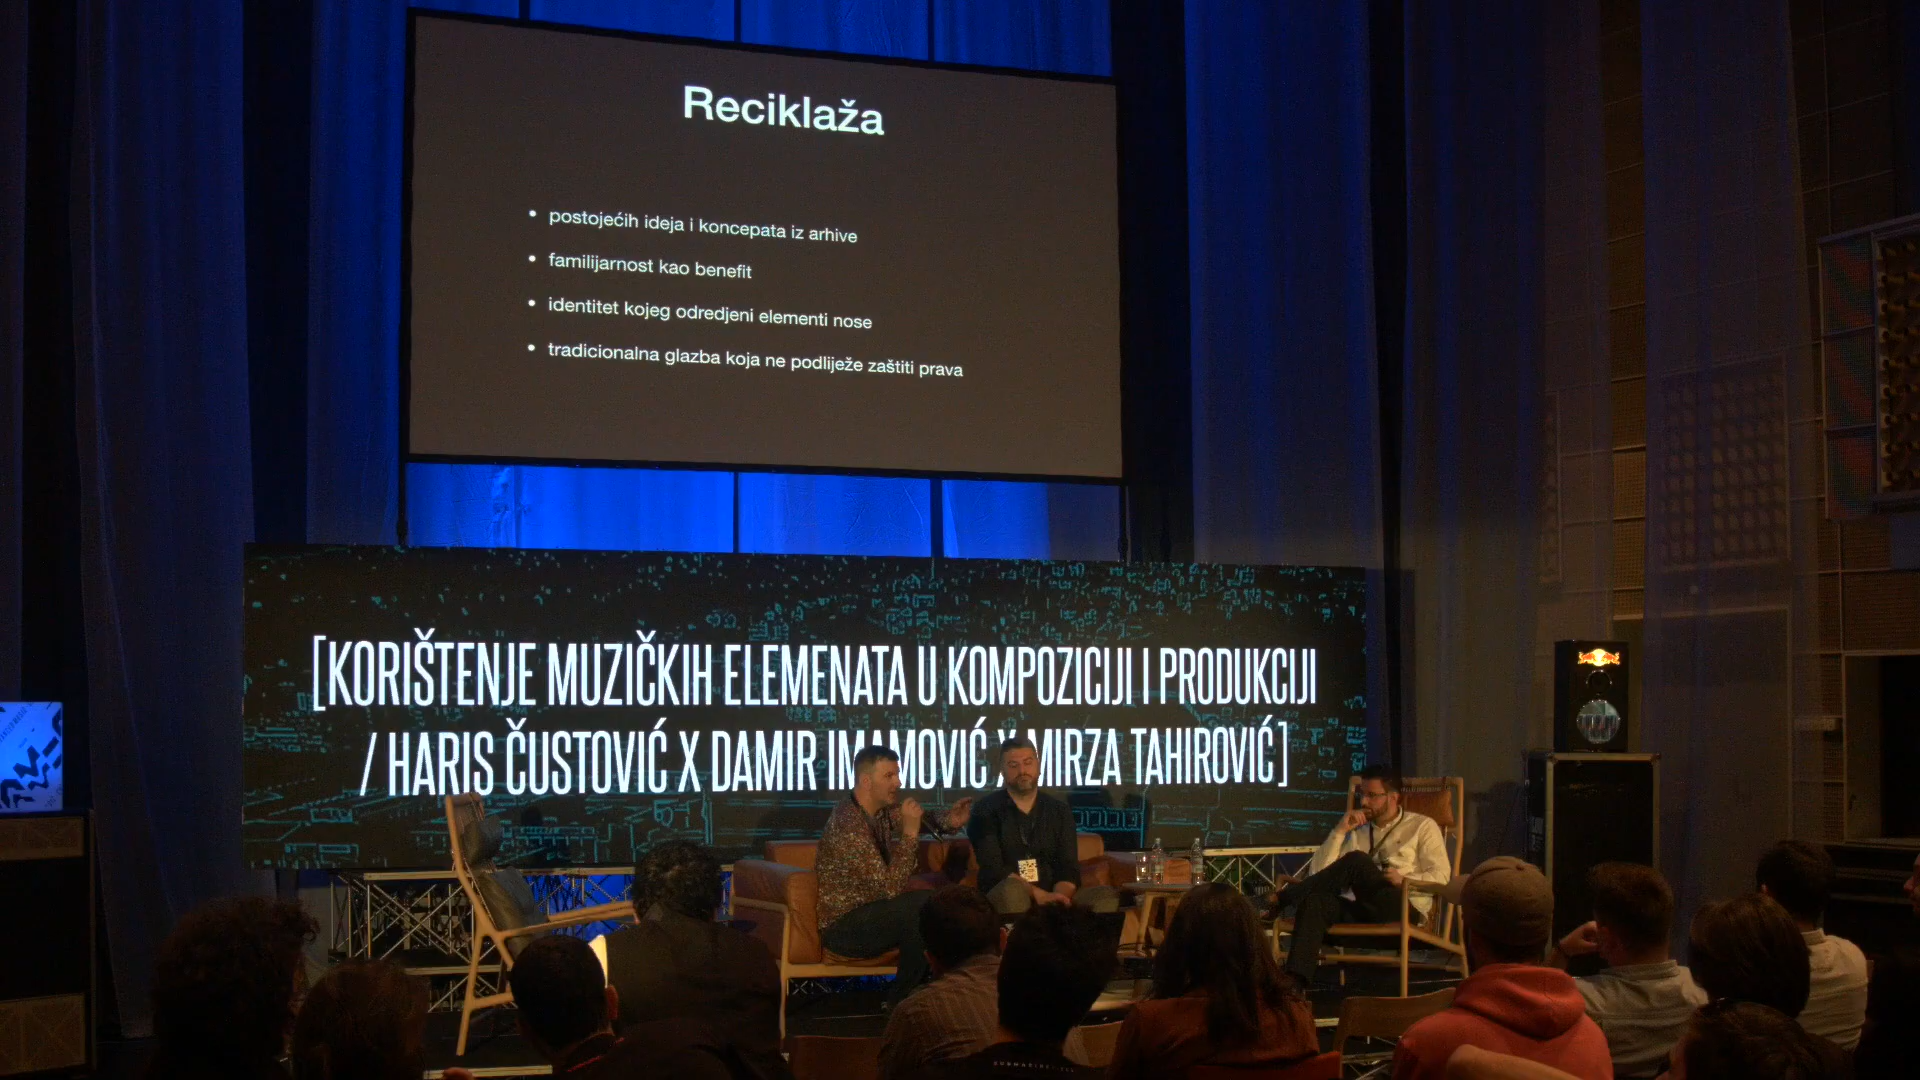 Reciklaža
• postojećih ideja i koncepata iz arhive
• familijarnost kao benefit
• identitet kojeg odredjeni elementi nose
• tradicionalna glazba koja ne podliježe zaštiti prava
[KORIŠTENJE MUZIČKIH ELEMENATA U KOMPOZICIJI I PRODUKCIJI
/ HARIS ČUSTOVIĆ X DAMIR IMAMOVIĆ X MIRZA TAHIROVIĆ]